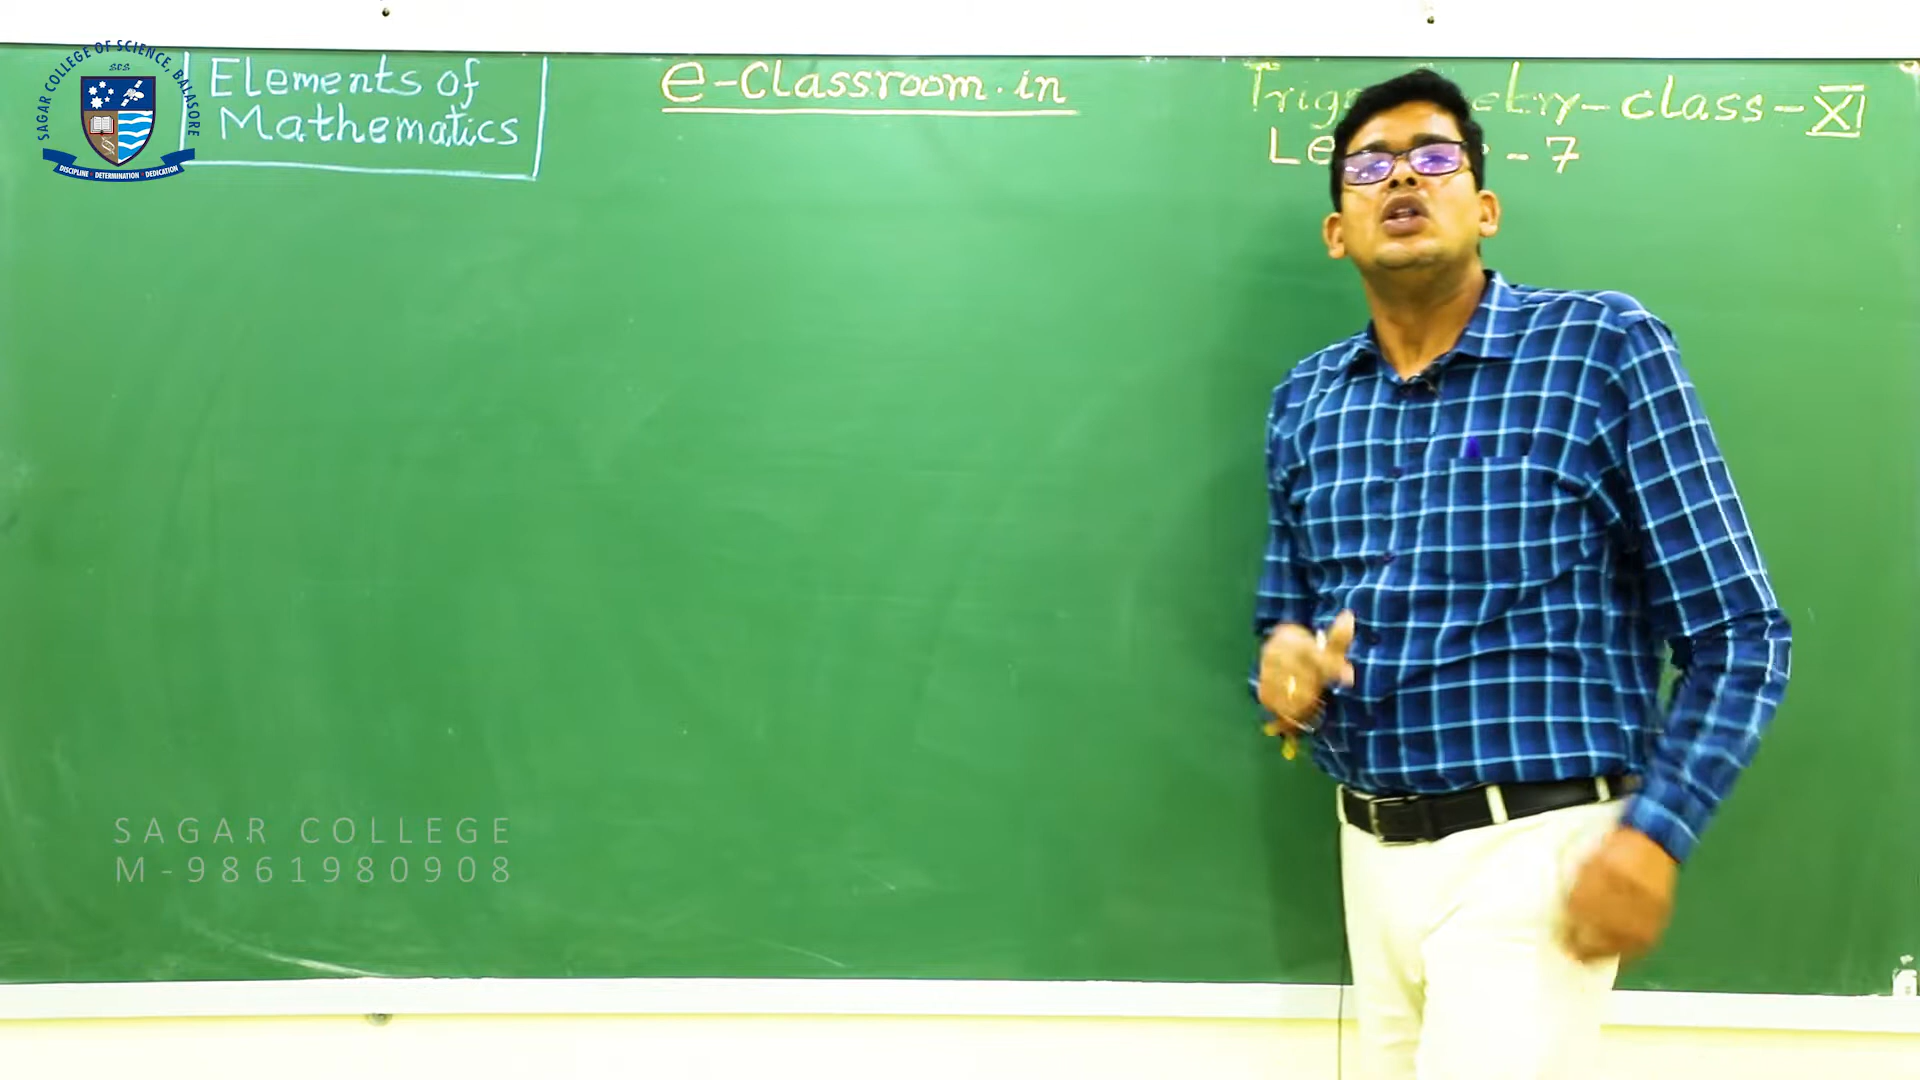 SAGAR COLLEGE OF SCIENCE, BALASORE
SCS
DISCIPLINE - DETERMINATION - DEDICATION
Elements of
Mathematics
e-Classroom.in
class-XI
-7
SAGAR COLLEGE
M-9861980908